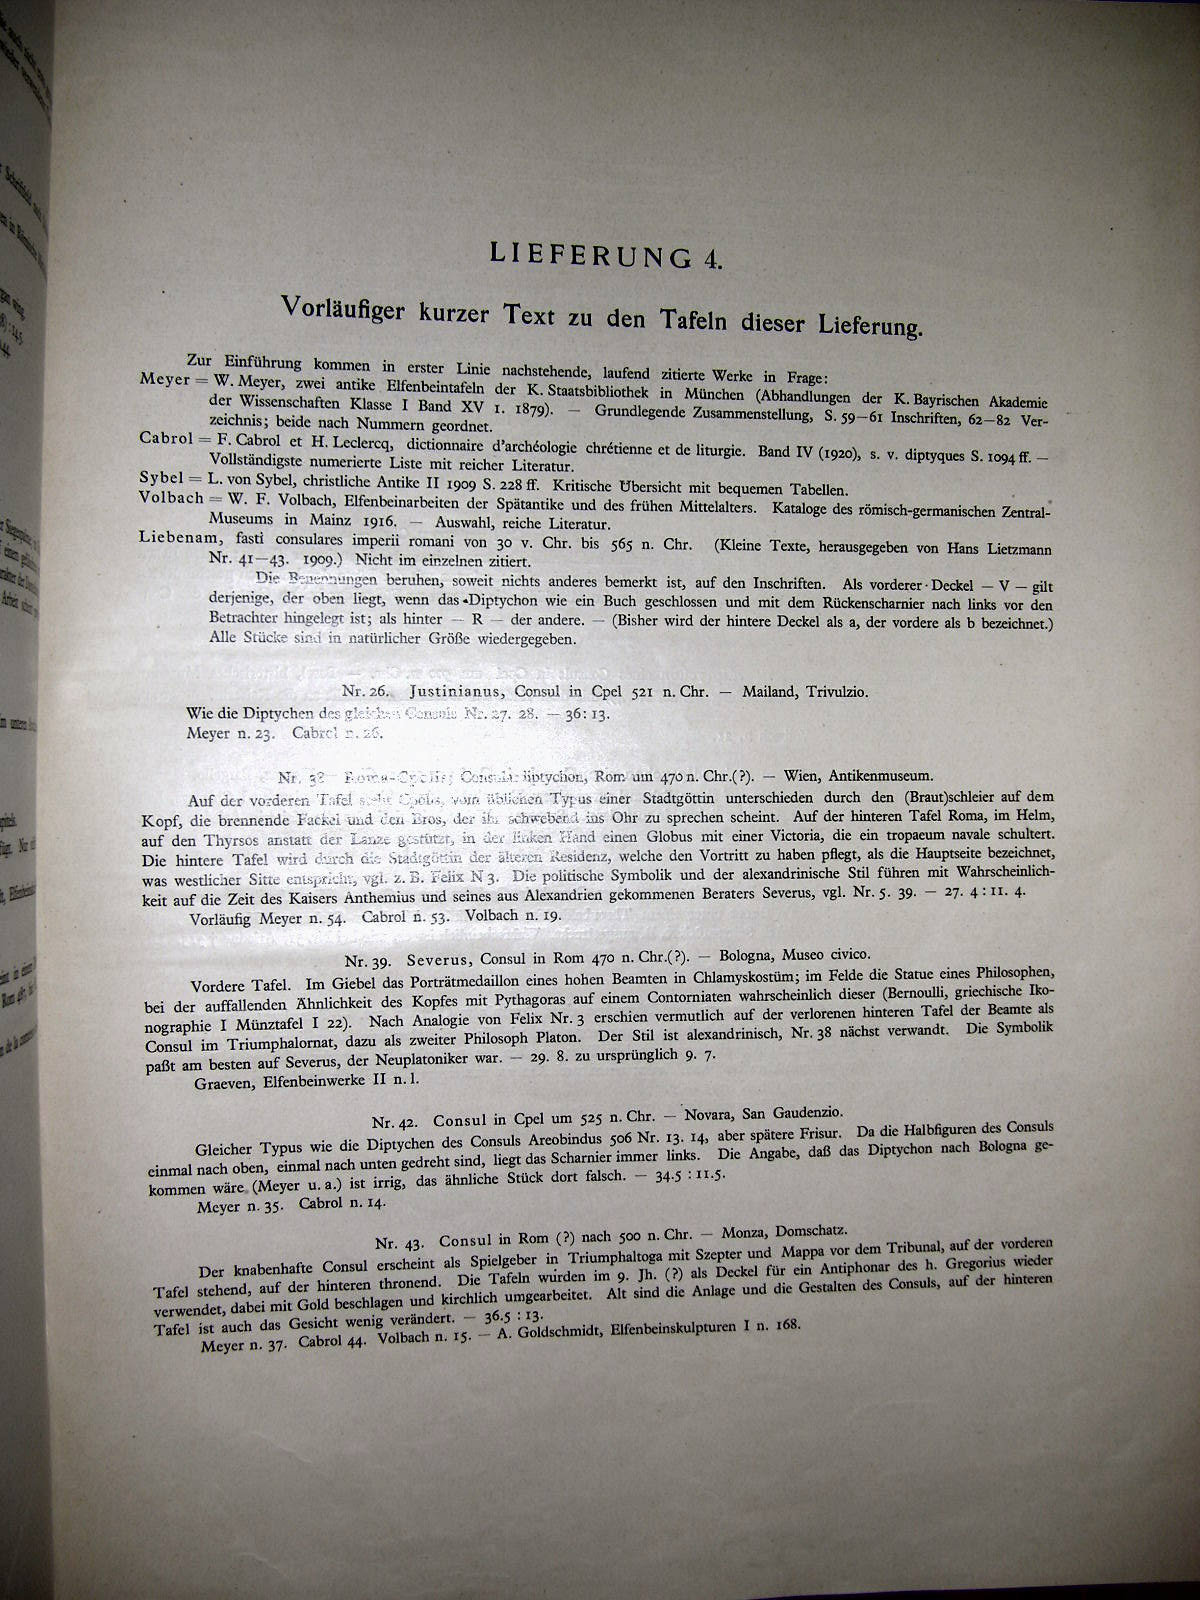 LIEFERUNG 4.
Vorläufiger kurzer Text zu den Tafeln dieser Lieferung.
Zur Einführung kommen in erster Linie nachstehende, laufend zitierte Werke in Frage:
Meyer = W. Meyer, zwei antike Elfenbeintafeln der K. Staatsbibliothek in München (Abhandlungen der K. Bayrischen Akademie
der Wissenschaften Klasse I Band XV 1. 1879). — Grundlegende Zusammenstellung, S. 59—61 Inschriften, 62—82 Ver-
zeichnis; beide nach Nummern geordnet.
Cabrol = F. Cabrol et H. Leclercq, dictionnaire d'archéologie chrétienne et de liturgie. Band IV (1920), s. v. diptyques S. 1094 ff. —
Vollständigste numerierte Liste mit reicher Literatur.
Sybel = L. von Sybel, christliche Antike II 1909 S. 228 ff. Kritische Übersicht mit bequemen Tabellen.
Volbach = W. F. Volbach, Elfenbeinarbeiten der Spätantike und des frühen Mittelalters. Kataloge des römisch-germanischen Zentral-
Museums in Mainz 1916. — Auswahl, reiche Literatur.
Liebenam, fasti consulares imperii romani von 30 v. Chr. bis 565 n. Chr. (Kleine Texte, herausgegeben von Hans Lietzmann
Nr. 41—43. 1909.) Nicht im einzelnen zitiert.
Die Benennungen beruhen, soweit nichts anderes bemerkt ist, auf den Inschriften. Als vorderer Deckel — V — gilt
derjenige, der oben liegt, wenn das Diptychon wie ein Buch geschlossen und mit dem Rückenscharnier nach links vor den
Betrachter hingelegt ist; als hinter — R — der andere. — (Bisher wird der hintere Deckel als a, der vordere als b bezeichnet.)
Alle Stücke sind in natürlicher Größe wiedergegeben.
Nr. 26. Justinianus, Consul in Cpel 521 n. Chr. — Mailand, Trivulzio.
Wie die Diptychen des gleichen Consuls Nr. 27. 28. — 36 : 13.
Meyer n. 23. Cabrol n. 26.
Nr. 38 Roma-Cpolis; Consulardiptychon, Rom um 470 n. Chr.(?). — Wien, Antikenmuseum.
Auf der vorderen Tafel steht Cpolis, vom üblichen Typus einer Stadtgöttin unterschieden durch den (Braut)schleier auf dem
Kopf, die brennende Fackel und den Eros, der ihr schwebend ins Ohr zu sprechen scheint. Auf der hinteren Tafel Roma, im Helm,
auf den Thyrsos anstatt der Lanze gestützt, in der linken Hand einen Globus mit einer Victoria, die ein tropaeum navale schultert.
Die hintere Tafel wird durch die Stadtgöttin der älteren Residenz, welche den Vortritt zu haben pflegt, als die Hauptseite bezeichnet,
was westlicher Sitte entspricht, vgl. z. B. Felix N 3. Die politische Symbolik und der alexandrinische Stil führen mit Wahrscheinlich-
keit auf die Zeit des Kaisers Anthemius und seines aus Alexandrien gekommenen Beraters Severus, vgl. Nr. 5. 39. — 27. 4 : 11. 4.
Vorläufig Meyer n. 54. Cabrol n. 53. Volbach n. 19.
Nr. 39. Severus, Consul in Rom 470 n. Chr.(?). — Bologna, Museo civico.
Vordere Tafel. Im Giebel das Porträtmedaillon eines hohen Beamten in Chlamyskostüm; im Felde die Statue eines Philosophen,
bei der auffallenden Ähnlichkeit des Kopfes mit Pythagoras auf einem Contorniaten wahrscheinlich dieser (Bernoulli, griechische Iko-
nographie I Münztafel I 22). Nach Analogie von Felix Nr. 3 erschien vermutlich auf der verlorenen hinteren Tafel der Beamte als
Consul im Triumphalornat, dazu als zweiter Philosoph Platon. Der Stil ist alexandrinisch, Nr. 38 nächst verwandt. Die Symbolik
paßt am besten auf Severus, der Neuplatoniker war. — 29. 8. zu ursprünglich 9. 7.
Graeven, Elfenbeinwerke II n. 1.
Nr. 42. Consul in Cpel um 525 n. Chr. — Novara, San Gaudenzio.
Gleicher Typus wie die Diptychen des Consuls Areobindus 506 Nr. 13. 14, aber spätere Frisur. Da die Halbfiguren des Consuls
einmal nach oben, einmal nach unten gedreht sind, liegt das Scharnier immer links. Die Angabe, daß das Diptychon nach Bologna ge-
kommen wäre (Meyer u. a.) ist irrig, das ähnliche Stück dort falsch. — 34.5 : 11.5.
Meyer n. 35. Cabrol n. 14.
Nr. 43. Consul in Rom (?) nach 500 n. Chr. — Monza, Domschatz.
Der knabenhafte Consul erscheint als Spielgeber in Triumphaltoga mit Szepter und Mappa vor dem Tribunal, auf der vorderen
Tafel stehend, auf der hinteren thronend. Die Tafeln wurden im 9. Jh. (?) als Deckel für ein Antiphonar des h. Gregorius wieder
verwendet, dabei mit Gold beschlagen und kirchlich umgearbeitet. Alt sind die Anlage und die Gestalten des Consuls, auf der hinteren
Tafel ist auch das Gesicht wenig verändert. — 36.5 : 13.
Meyer n. 37. Cabrol 44. Volbach n. 15. — A. Goldschmidt, Elfenbeinskulpturen I n. 168.